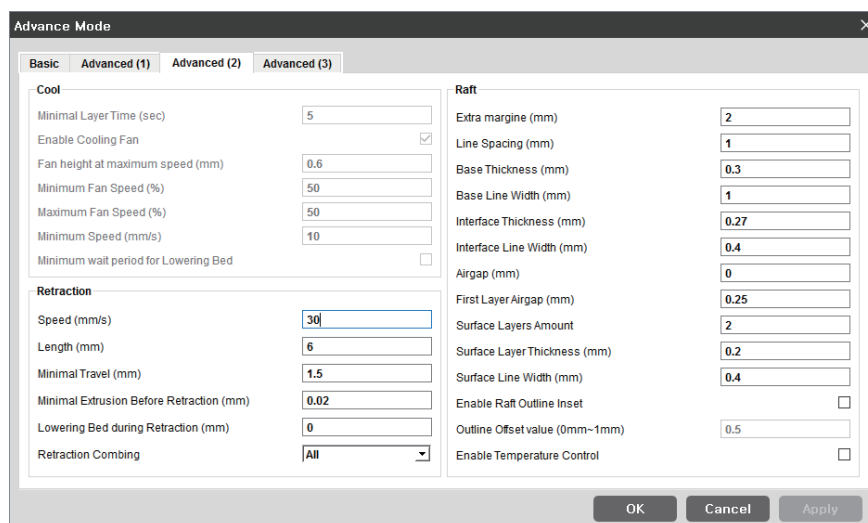 Advance Mode
Basic Advanced (1) Advanced (2) Advanced (3)
Cool
Minimal Layer Time (sec) 5
Enable Cooling Fan
Fan height at maximum speed (mm) 0.6
Minimum Fan Speed (%) 50
Maximum Fan Speed (%) 50
Minimum Speed (mm/s) 10
Minimum wait period for Lowering Bed
Retraction
Speed (mm/s) 30
Length (mm) 6
Minimal Travel (mm) 1.5
Minimal Extrusion Before Retraction (mm) 0.02
Lowering Bed during Retraction (mm) 0
Retraction Combing All
Raft
Extra margine (mm) 2
Line Spacing (mm) 1
Base Thickness (mm) 0.3
Base Line Width (mm) 1
Interface Thickness (mm) 0.27
Interface Line Width (mm) 0.4
Airgap (mm) 0
First Layer Airgap (mm) 0.25
Surface Layers Amount 2
Surface Layer Thickness (mm) 0.2
Surface Line Width (mm) 0.4
Enable Raft Outline Inset
Outline Offset value (0mm~1mm) 0.5
Enable Temperature Control
OK Cancel Apply